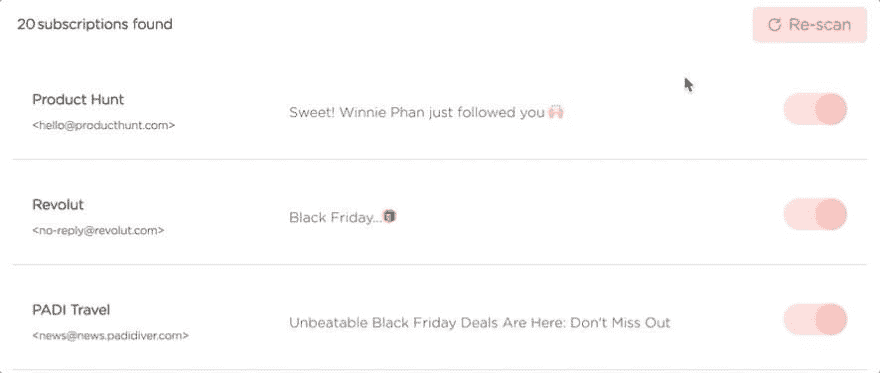 20 subscriptions found
Re-scan
Product Hunt
<hello@producthunt.com>
Sweet! Winnie Phan just followed you 🙌
Revolut
<no-reply@revolut.com>
Black Friday...
PADI Travel
<news@news.padidiver.com>
Unbeatable Black Friday Deals Are Here: Don't Miss Out